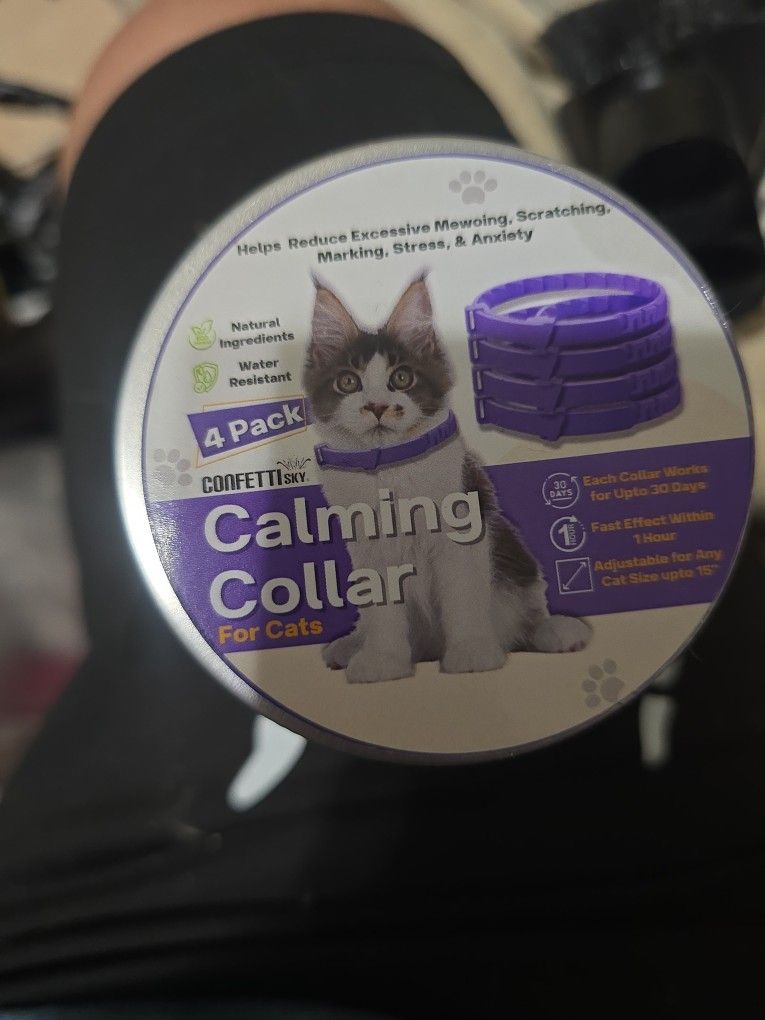 Helps Reduce Excessive Mewoing, Scratching,
Marking, Stress, & Anxiety
Natural
Ingredients
Water
Resistant
4 Pack
CONFETTI SKY
Calming
Collar
For Cats
30
DAYS
Each Collar Works
for Upto 30 Days
1
HOUR
Fast Effect Within
1 Hour
Adjustable for Any
Cat Size upto 15"